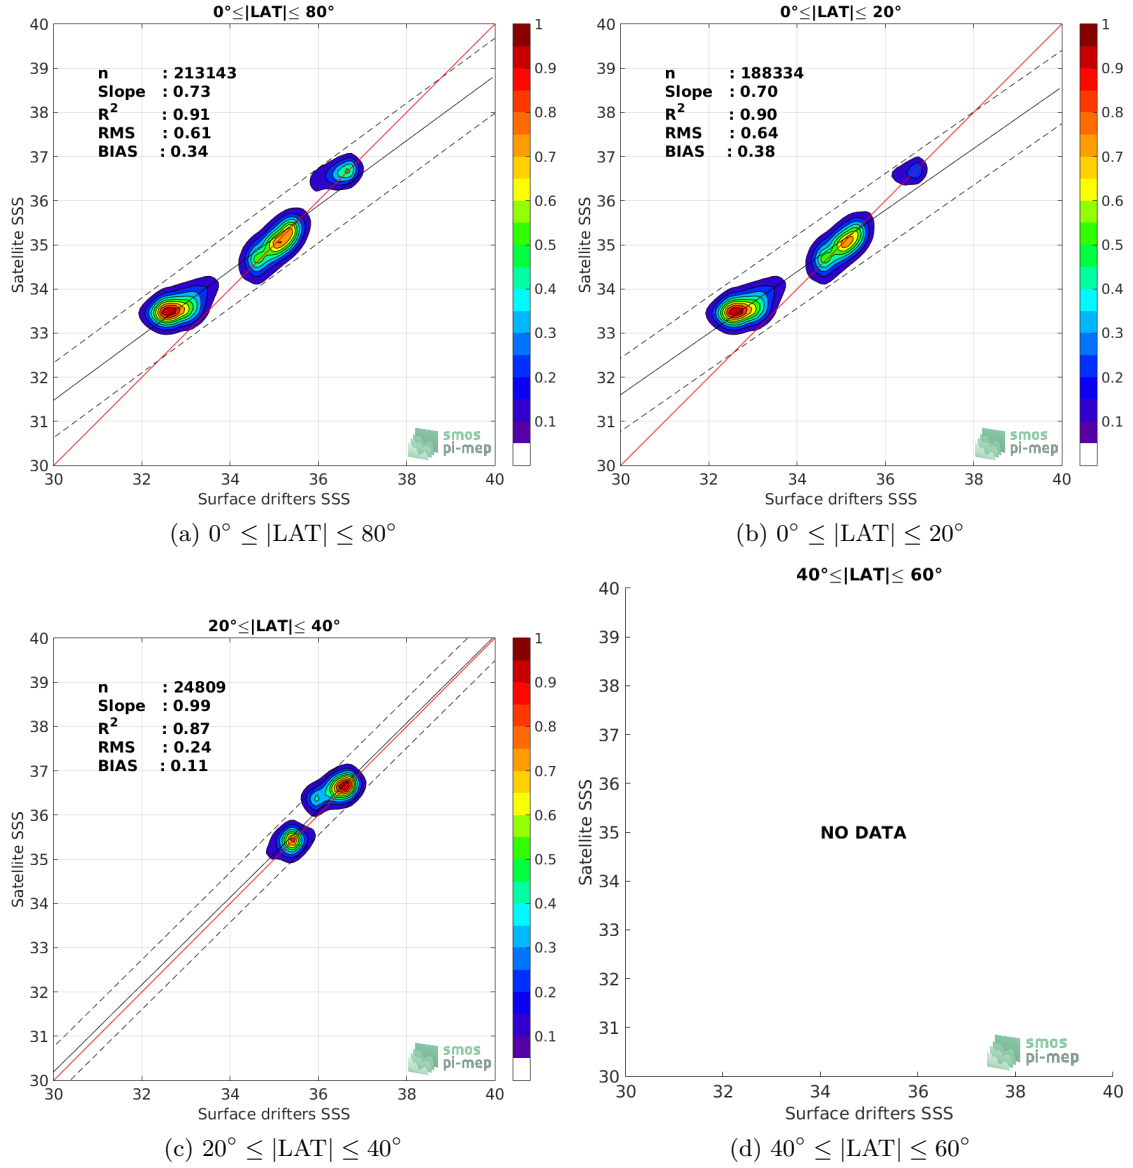 0°≤|LAT|≤ 80°
n : 213143
Slope : 0.73
R² : 0.91
RMS : 0.61
BIAS : 0.34
40
39
38
37
36
35
34
33
32
31
30
30 32 34 36 38 40
Satellite SSS
Surface drifters SSS
1
0.9
0.8
0.7
0.6
0.5
0.4
0.3
0.2
0.1
smos
pi-mep
(a) 0° ≤ |LAT| ≤ 80°
0°≤|LAT|≤ 20°
n : 188334
Slope : 0.70
R² : 0.90
RMS : 0.64
BIAS : 0.38
40
39
38
37
36
35
34
33
32
31
30
30 32 34 36 38 40
Satellite SSS
Surface drifters SSS
1
0.9
0.8
0.7
0.6
0.5
0.4
0.3
0.2
0.1
smos
pi-mep
(b) 0° ≤ |LAT| ≤ 20°
20°≤|LAT|≤ 40°
n : 24809
Slope : 0.99
R² : 0.87
RMS : 0.24
BIAS : 0.11
40
39
38
37
36
35
34
33
32
31
30
30 32 34 36 38 40
Satellite SSS
Surface drifters SSS
1
0.9
0.8
0.7
0.6
0.5
0.4
0.3
0.2
0.1
smos
pi-mep
(c) 20° ≤ |LAT| ≤ 40°
40°≤|LAT|≤ 60°
40
39
38
37
36
35
34
33
32
31
30
30 32 34 36 38 40
Satellite SSS
NO DATA
Surface drifters SSS
smos
pi-mep
(d) 40° ≤ |LAT| ≤ 60°